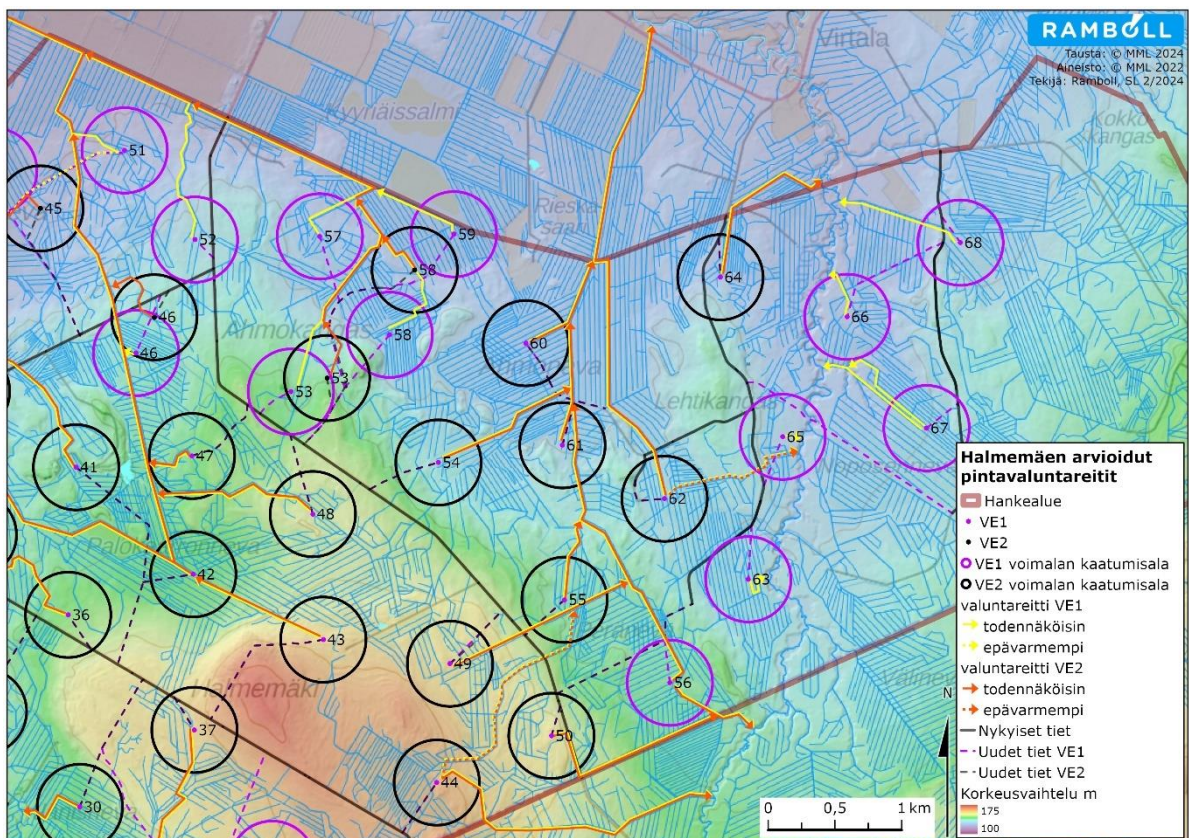 RAMBOLL
Tausta: © MML 2024
Aineisto: © MML 2022
Tekijä: Ramboll, SL 2/2024
Virtala
Kyyriäissalmi
Kokko
kangas
51
45
Rieska-
saari
52
57
59
68
58
64
46
66
Ahmokangas
58
60
46
53
53
Lehtikangas
65
67
41
47
54
61
62
48
42
63
36
55
43
49
56
Halmemäki
37
50
44
30
N
Halmemäen arvioidut
pintavaluntareitit
Hankealue
VE1
VE2
VE1 voimalan kaatumisala
VE2 voimalan kaatumisala
valuntareitti VE1
todennäköisin
epävarmempi
valuntareitti VE2
todennäköisin
epävarmempi
Nykyiset tiet
Uudet tiet VE1
Uudet tiet VE2
Korkeusvaihtelu m
175
100
0 0,5 1 km